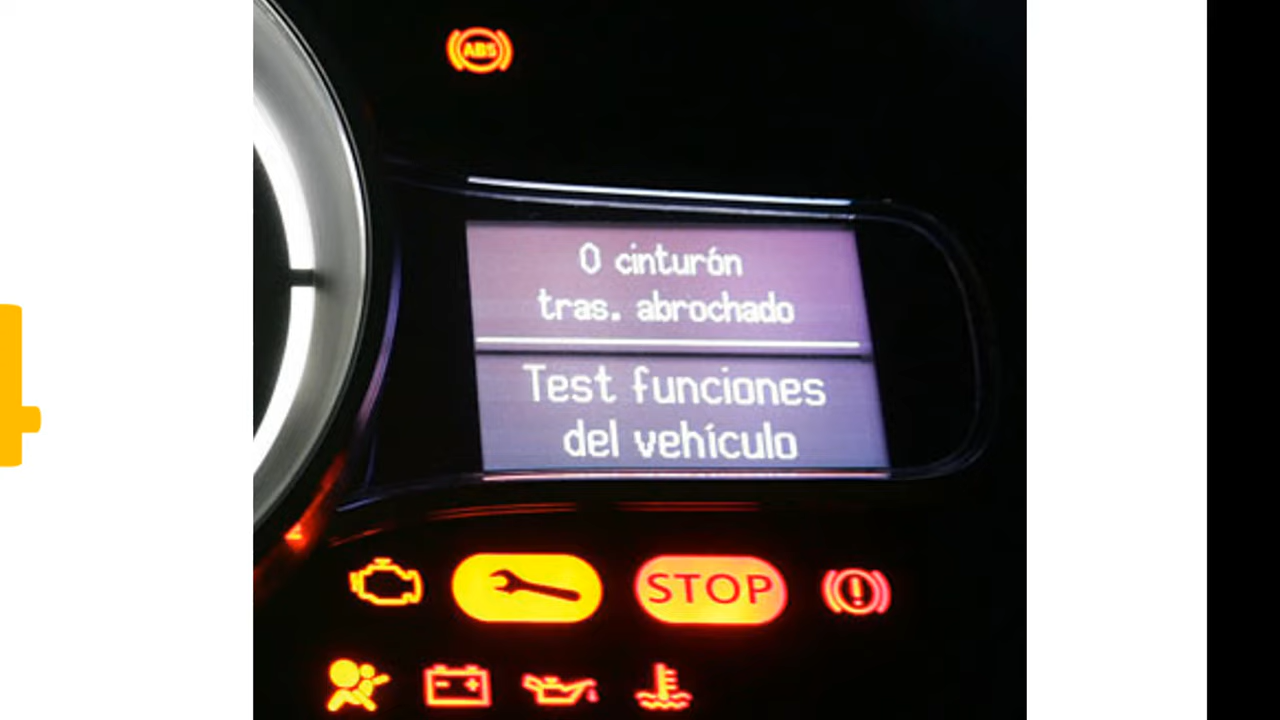 ABS
0 cinturón
tras. abrochado
Test funciones
del vehículo
STOP